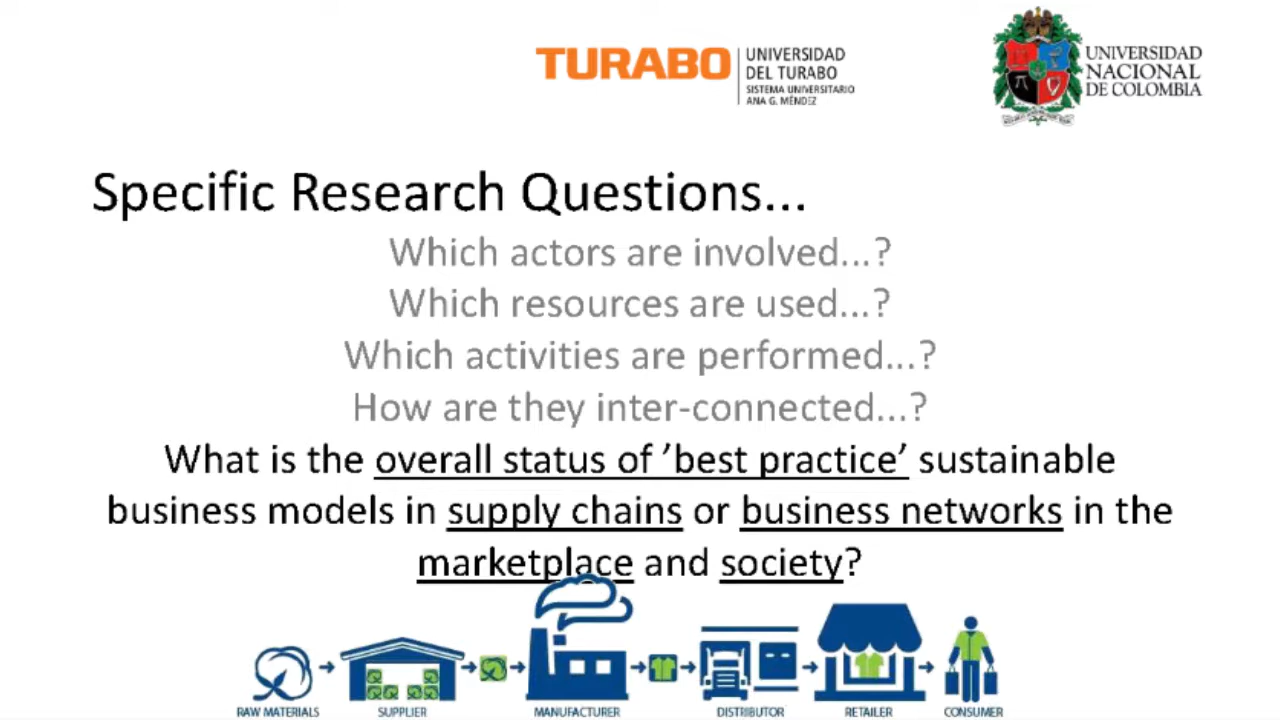 TURABO
UNIVERSIDAD
DEL TURABO
SISTEMA UNIVERSITARIO
ANA G. MÉNDEZ
UNIVERSIDAD
NACIONAL
DE COLOMBIA
Specific Research Questions...
Which actors are involved...?
Which resources are used...?
Which activities are performed...?
How are they inter-connected...?
What is the overall status of ’best practice’ sustainable
business models in supply chains or business networks in the
marketplace and society?
RAW MATERIALS
SUPPLIER
MANUFACTURER
DISTRIBUTOR
RETAILER
CONSUMER